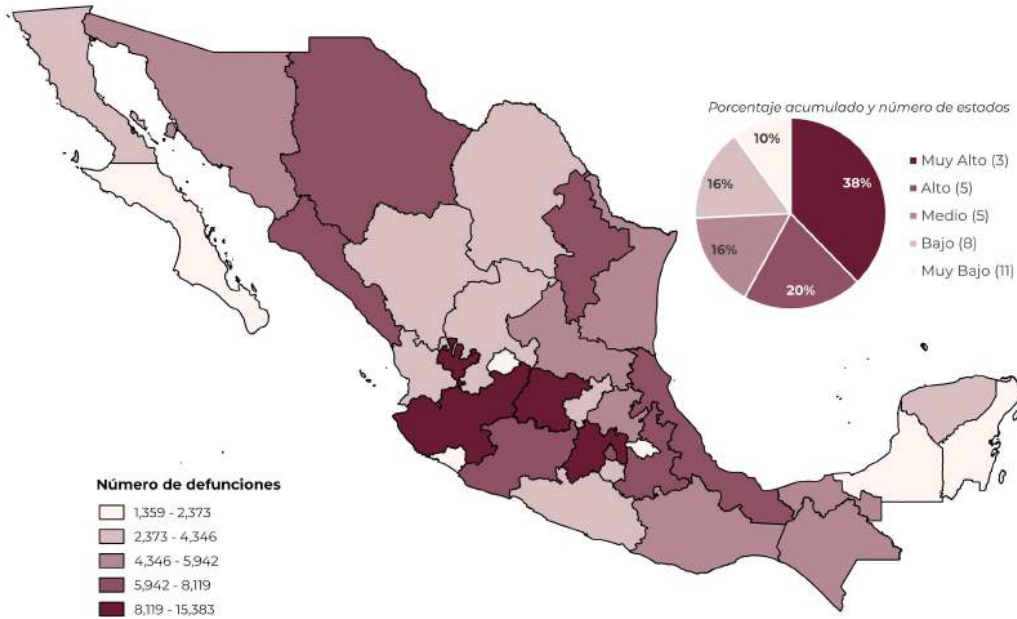 Porcentaje acumulado y número de estados
10%
38%
16%
16%
20%
Muy Alto (3)
Alto (5)
Medio (5)
Bajo (8)
Muy Bajo (11)
Número de defunciones
1,359 - 2,373
2,373 - 4,346
4,346 - 5,942
5,942 - 8,119
8,119 - 15,383